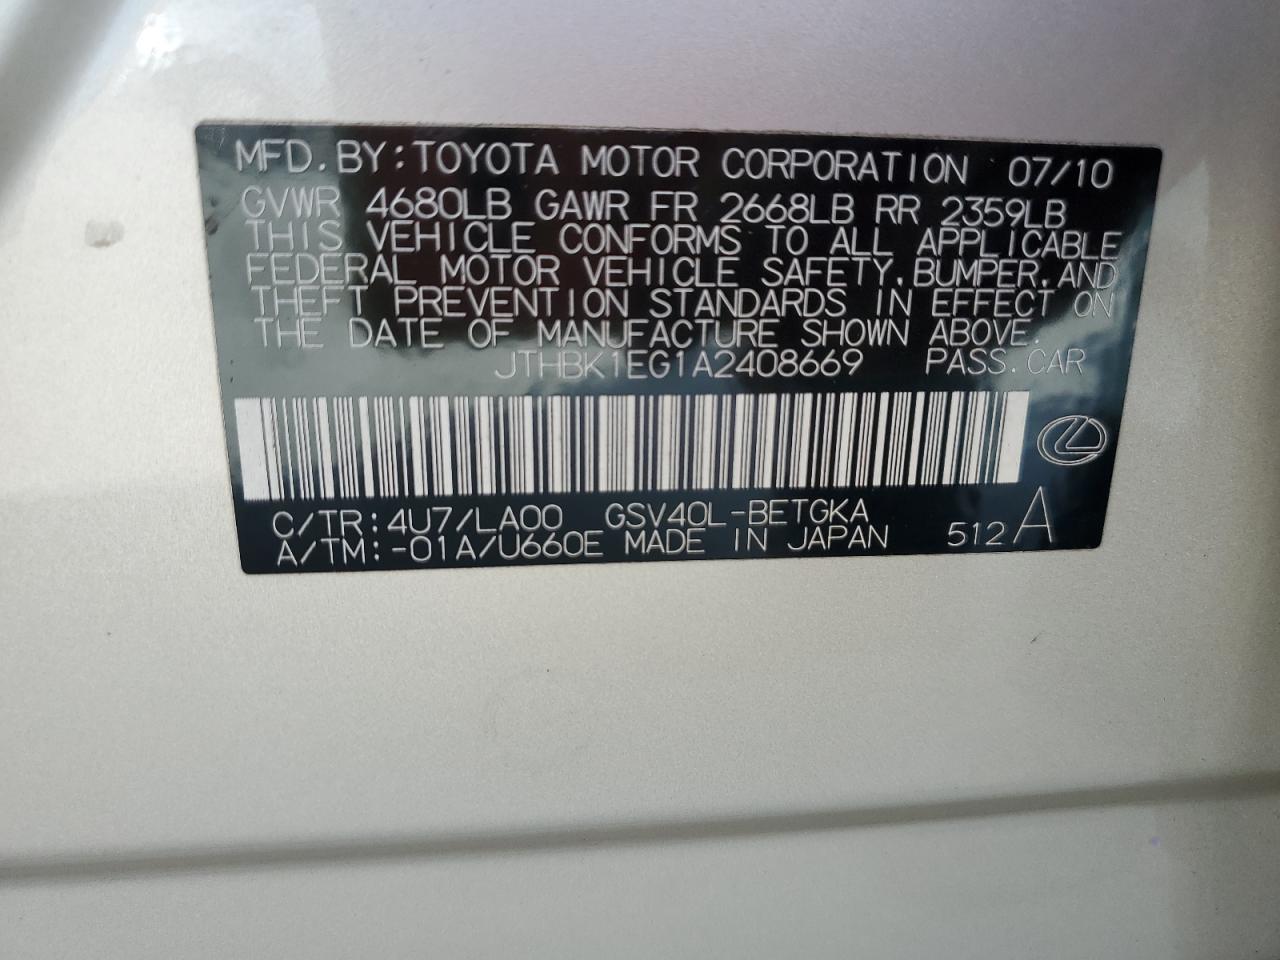 MFD.BY:TOYOTA MOTOR CORPORATION 07/10
GVWR 4680LB GAWR FR 2668LB RR 2359LB
THIS VEHICLE CONFORMS TO ALL APPLICABLE
FEDERAL MOTOR VEHICLE SAFETY,BUMPER,AND
THEFT PREVENTION STANDARDS IN EFFECT ON
THE DATE OF MANUFACTURE SHOWN ABOVE.
JTHBK1EG1A2408669 PASS.CAR
C/TR:4U7/LA00 GSV40L-BETGKA
A/TM:-01A/U660E MADE IN JAPAN 512A